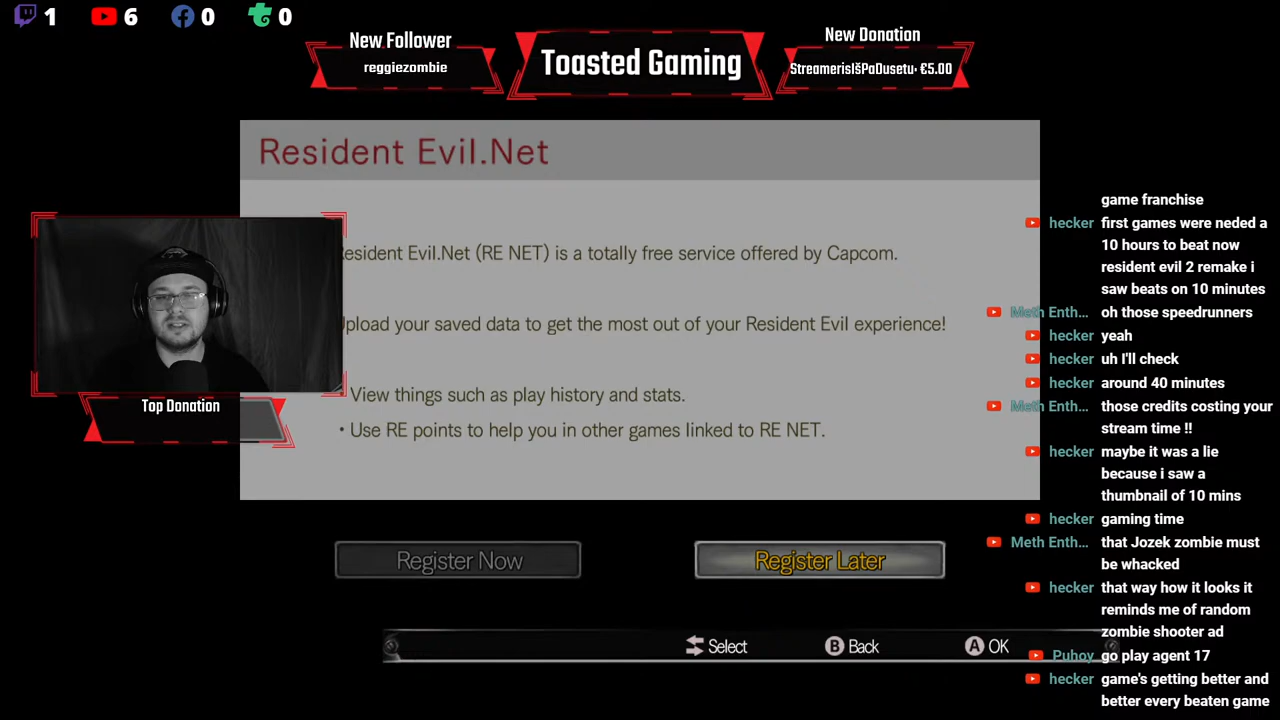 1 6 0 0
New Follower
reggiezombie
Toasted Gaming
New Donation
StreamerisIšPaDusetu• €5.00
Resident Evil.Net
Resident Evil.Net (RE NET) is a totally free service offered by Capcom.
Upload your saved data to get the most out of your Resident Evil experience!
View things such as play history and stats.
• Use RE points to help you in other games linked to RE NET.
Top Donation
Register Now
Register Later
Select B Back A OK
game franchise
hecker first games were neded a
10 hours to beat now
resident evil 2 remake i
saw beats on 10 minutes
Meth Enth... oh those speedrunners
hecker yeah
hecker uh I'll check
hecker around 40 minutes
Meth Enth... those credits costing your
stream time !!
hecker maybe it was a lie
because i saw a
thumbnail of 10 mins
hecker gaming time
Meth Enth... that Jozek zombie must
be whacked
hecker that way how it looks it
reminds me of random
zombie shooter ad
Puhoy go play agent 17
hecker game's getting better and
better every beaten game